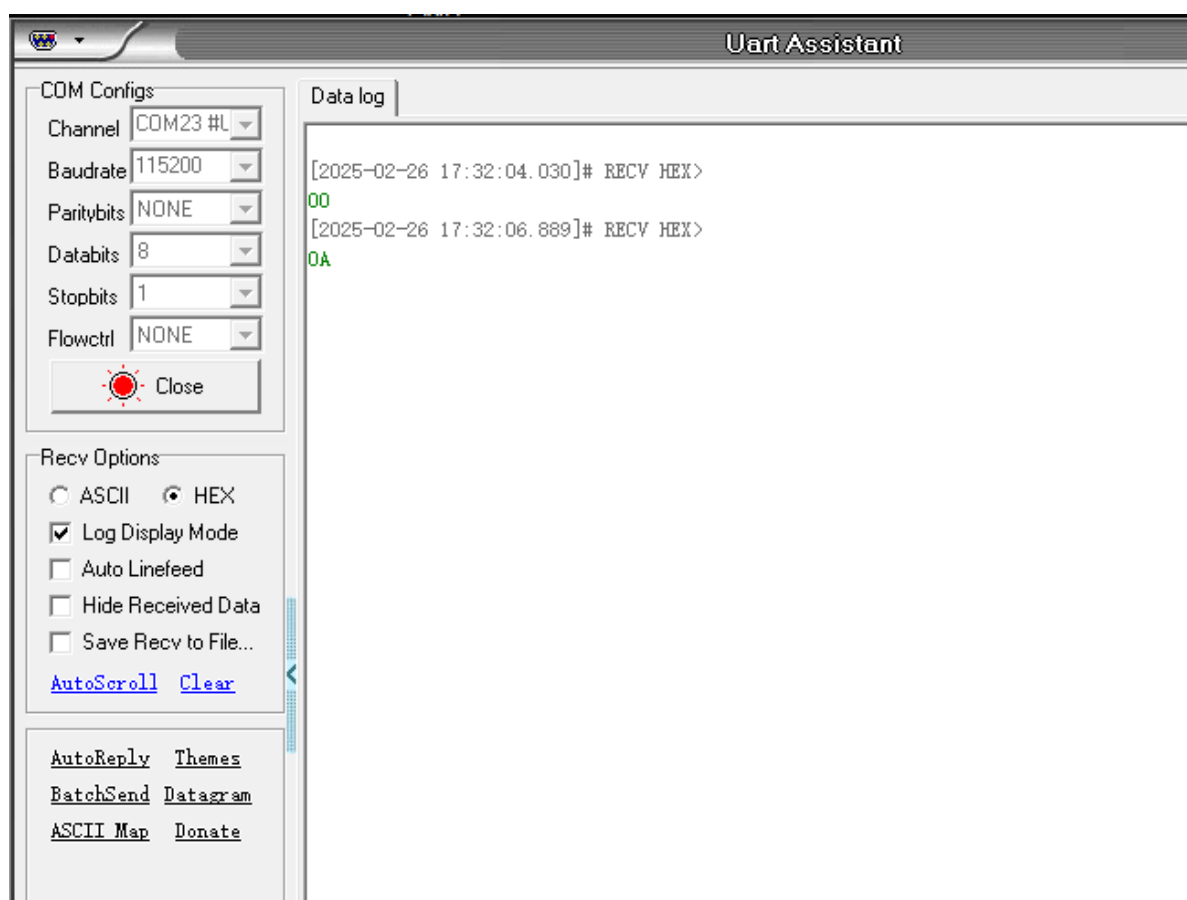 Uart Assistant
COM Configs
Channel COM23 #L
Baudrate 115200
Paritybits NONE
Databits 8
Stopbits 1
Flowctrl NONE
Close
Recv Options
ASCII HEX
Log Display Mode
Auto Linefeed
Hide Received Data
Save Recv to File...
AutoScroll Clear
AutoReply Themes
BatchSend Datagram
ASCII Map Donate
Data log
[2025-02-26 17:32:04.030]# RECV HEX>
00
[2025-02-26 17:32:06.889]# RECV HEX>
0A